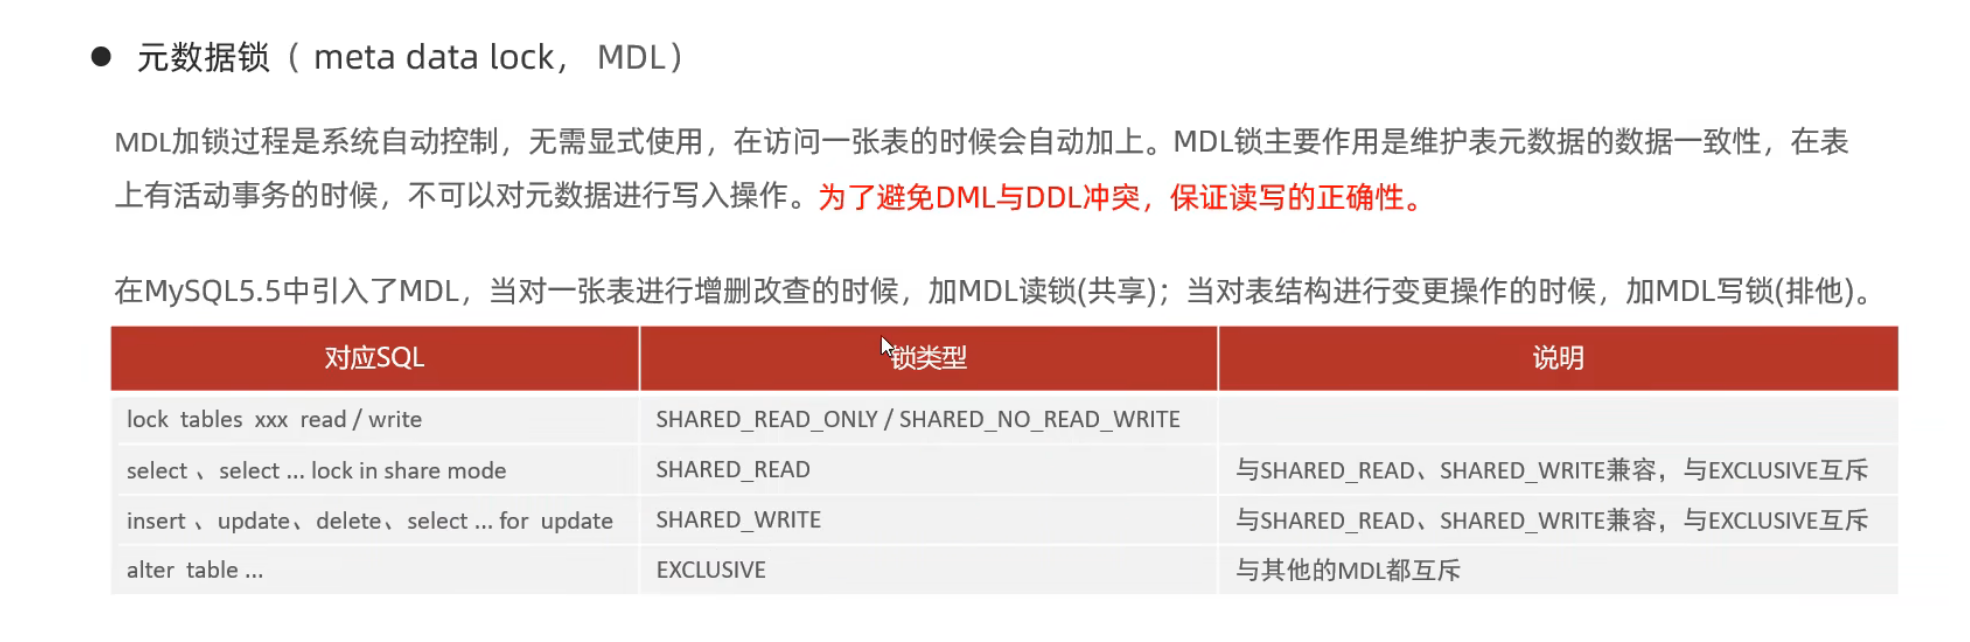 ● 元数据锁（ meta data lock， MDL）
MDL加锁过程是系统自动控制，无需显式使用，在访问一张表的时候会自动加上。MDL锁主要作用是维护表元数据的数据一致性，在表
上有活动事务的时候，不可以对元数据进行写入操作。为了避免DML与DDL冲突，保证读写的正确性。
在MySQL5.5中引入了MDL，当对一张表进行增删改查的时候，加MDL读锁(共享)；当对表结构进行变更操作的时候，加MDL写锁(排他)。
对应SQL 锁类型 说明
lock tables xxx read / write SHARED_READ_ONLY / SHARED_NO_READ_WRITE
select 、select ... lock in share mode SHARED_READ 与SHARED_READ、SHARED_WRITE兼容，与EXCLUSIVE互斥
insert 、update、delete、select ... for update SHARED_WRITE 与SHARED_READ、SHARED_WRITE兼容，与EXCLUSIVE互斥
alter table ... EXCLUSIVE 与其他的MDL都互斥